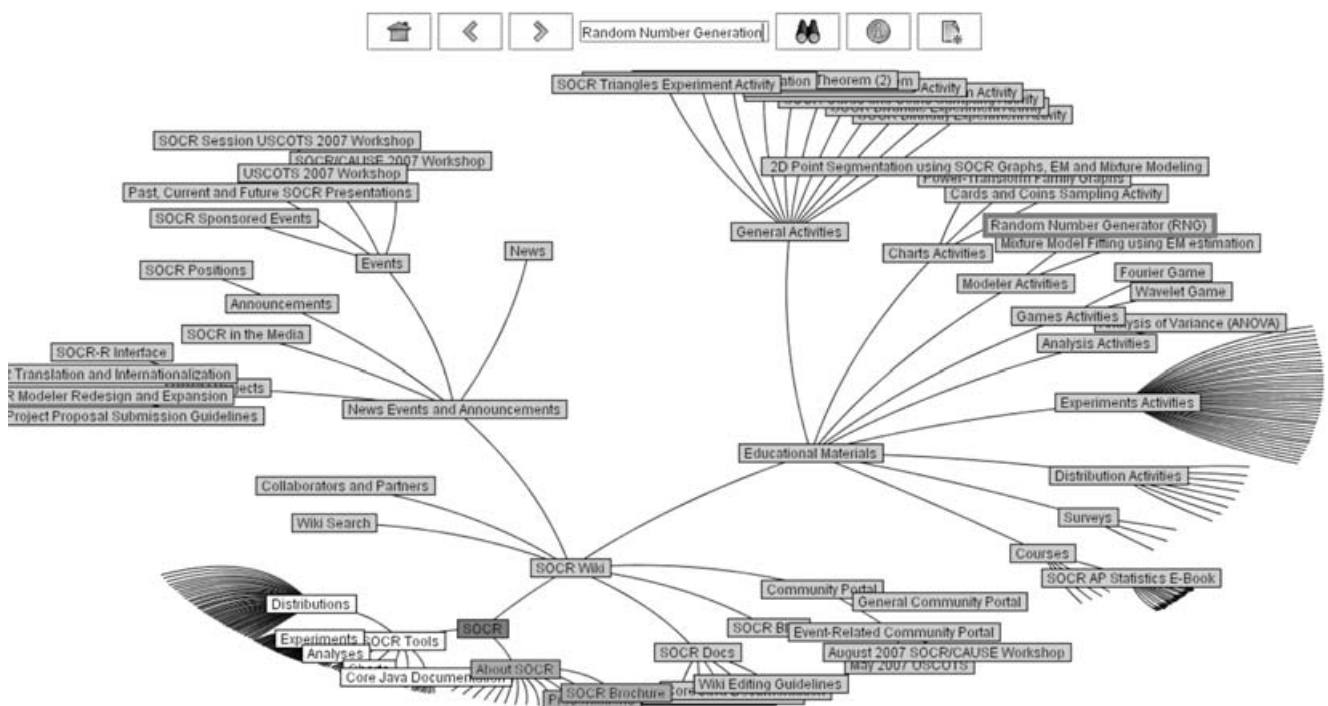 Random Number Generation
SOCR Triangles Experiment Activity
Theorem (2)
Activity
SOCR Session USCOTS 2007 Workshop
SOCR/CAUSE 2007 Workshop
USCOTS 2007 Workshop
Past, Current and Future SOCR Presentations
SOCR Sponsored Events
Events
News
SOCR Positions
Announcements
SOCR in the Media
SOCR-R Interface
Translation and Internationalization
R Modeler Redesign and Expansion
Project Proposal Submission Guidelines
News Events and Announcements
2D Point Segmentation using SOCR Graphs, EM and Mixture Modeling
Power-Transform Family Graphs
Cards and Coins Sampling Activity
General Activities
Random Number Generator (RNG)
Mixture Model Fitting using EM estimation
Charts Activities
Modeler Activities
Fourier Game
Wavelet Game
Games Activities
Analysis of Variance (ANOVA)
Analysis Activities
Experiments Activities
Educational Materials
Distribution Activities
Surveys
Courses
SOCR AP Statistics E-Book
Collaborators and Partners
Wiki Search
SOCR Wiki
Community Portal
General Community Portal
Event-Related Community Portal
August 2007 SOCR/CAUSE Workshop
May 2007 USCOTS
Distributions
Experiments
SOCR Tools
Analyses
Core Java Documentation
SOCR
About SOCR
SOCR Brochure
SOCR
SOCR Docs
Wiki Editing Guidelines